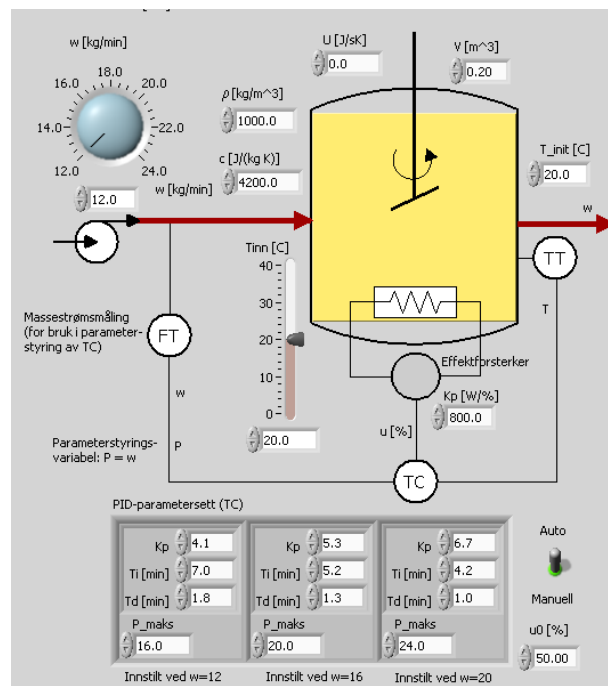 w [kg/min]
18.0
16.0
20.0
14.0
22.0
12.0
24.0
12.0
w [kg/min]
U [J/sK]
0.0
V [m^3]
0.20
ρ [kg/m^3]
1000.0
c [J/(kg K)]
4200.0
T_init [C]
20.0
w
Tinn [C]
40
30
20
10
0
20.0
TT
T
Massestrømsmåling
(for bruk i parameter-
styring av TC)
FT
w
P
Parameterstyrings-
variabel: P = w
Effektforsterker
Kp [W/%]
800.0
u [%]
TC
PID-parametersett (TC)
Kp 4.1
Ti [min] 7.0
Td [min] 1.8
P_maks
16.0
Innstilt ved w=12
Kp 5.3
Ti [min] 5.2
Td [min] 1.3
P_maks
20.0
Innstilt ved w=16
Kp 6.7
Ti [min] 4.2
Td [min] 1.0
P_maks
24.0
Innstilt ved w=20
Auto
Manuell
u0 [%]
50.00